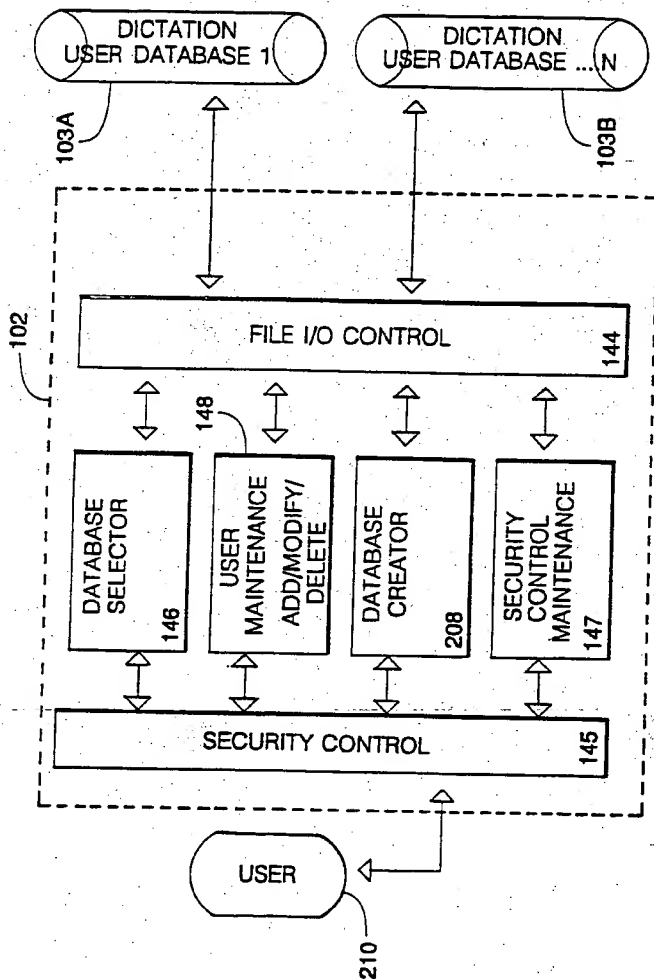 DICTATION
USER DATABASE 1
103A
DICTATION
USER DATABASE ....N
103B
102
FILE I/O CONTROL
144
DATABASE
SELECTOR
146
148
USER
MAINTENANCE
ADD/MODIFY/
DELETE
DATABASE
CREATOR
208
SECURITY
CONTROL
MAINTENANCE
147
SECURITY CONTROL
145
USER
210